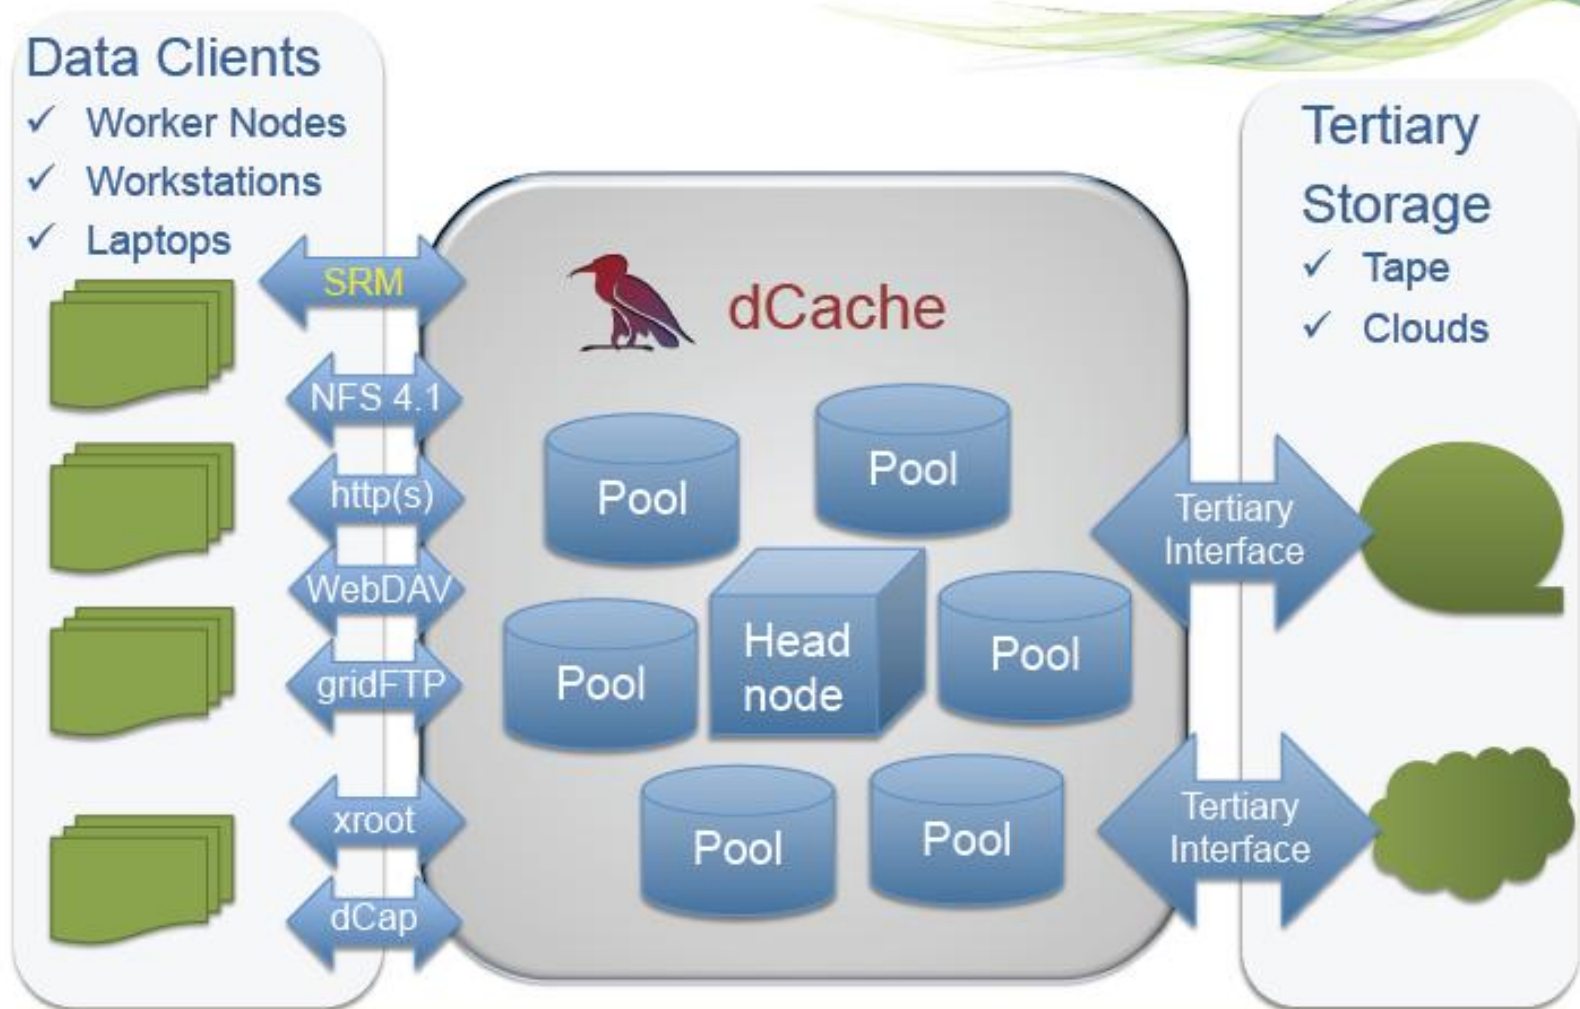 Data Clients
✓ Worker Nodes
✓ Workstations
✓ Laptops
SRM
NFS 4.1
http(s)
WebDAV
gridFTP
xroot
dCap
dCache
Pool
Pool
Pool
Head
node
Pool
Pool
Pool
Tertiary
Storage
✓ Tape
✓ Clouds
Tertiary
Interface
Tertiary
Interface